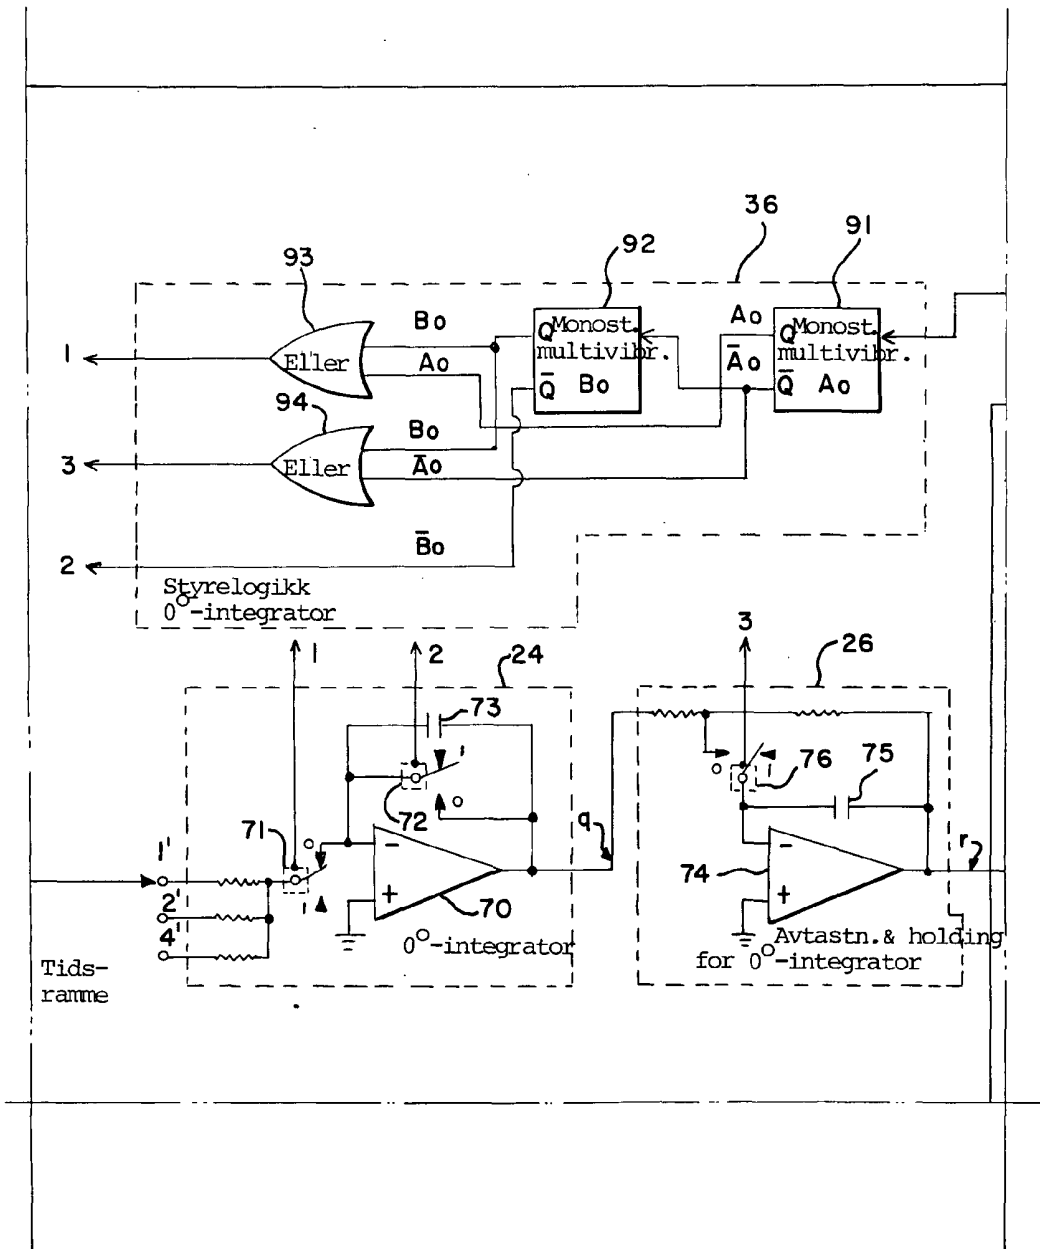 36
91
92
93
Bo
Ao
Q Monost. multivibr.
Q̅ Bo
Ao
A̅o
Q Monost. multivibr.
Q̅ Ao
1
Eller
94
Bo
A̅o
3
Eller
B̅o
2
Styrelogikk
0°-integrator
1
2
24
3
26
73
1
0
72
71
0
1
-
+
70
0°-integrator
1'
2'
4'
Tids-
ramme
q
0
1
76
75
-
+
74
r
Avtastn.& holding
for 0°-integrator